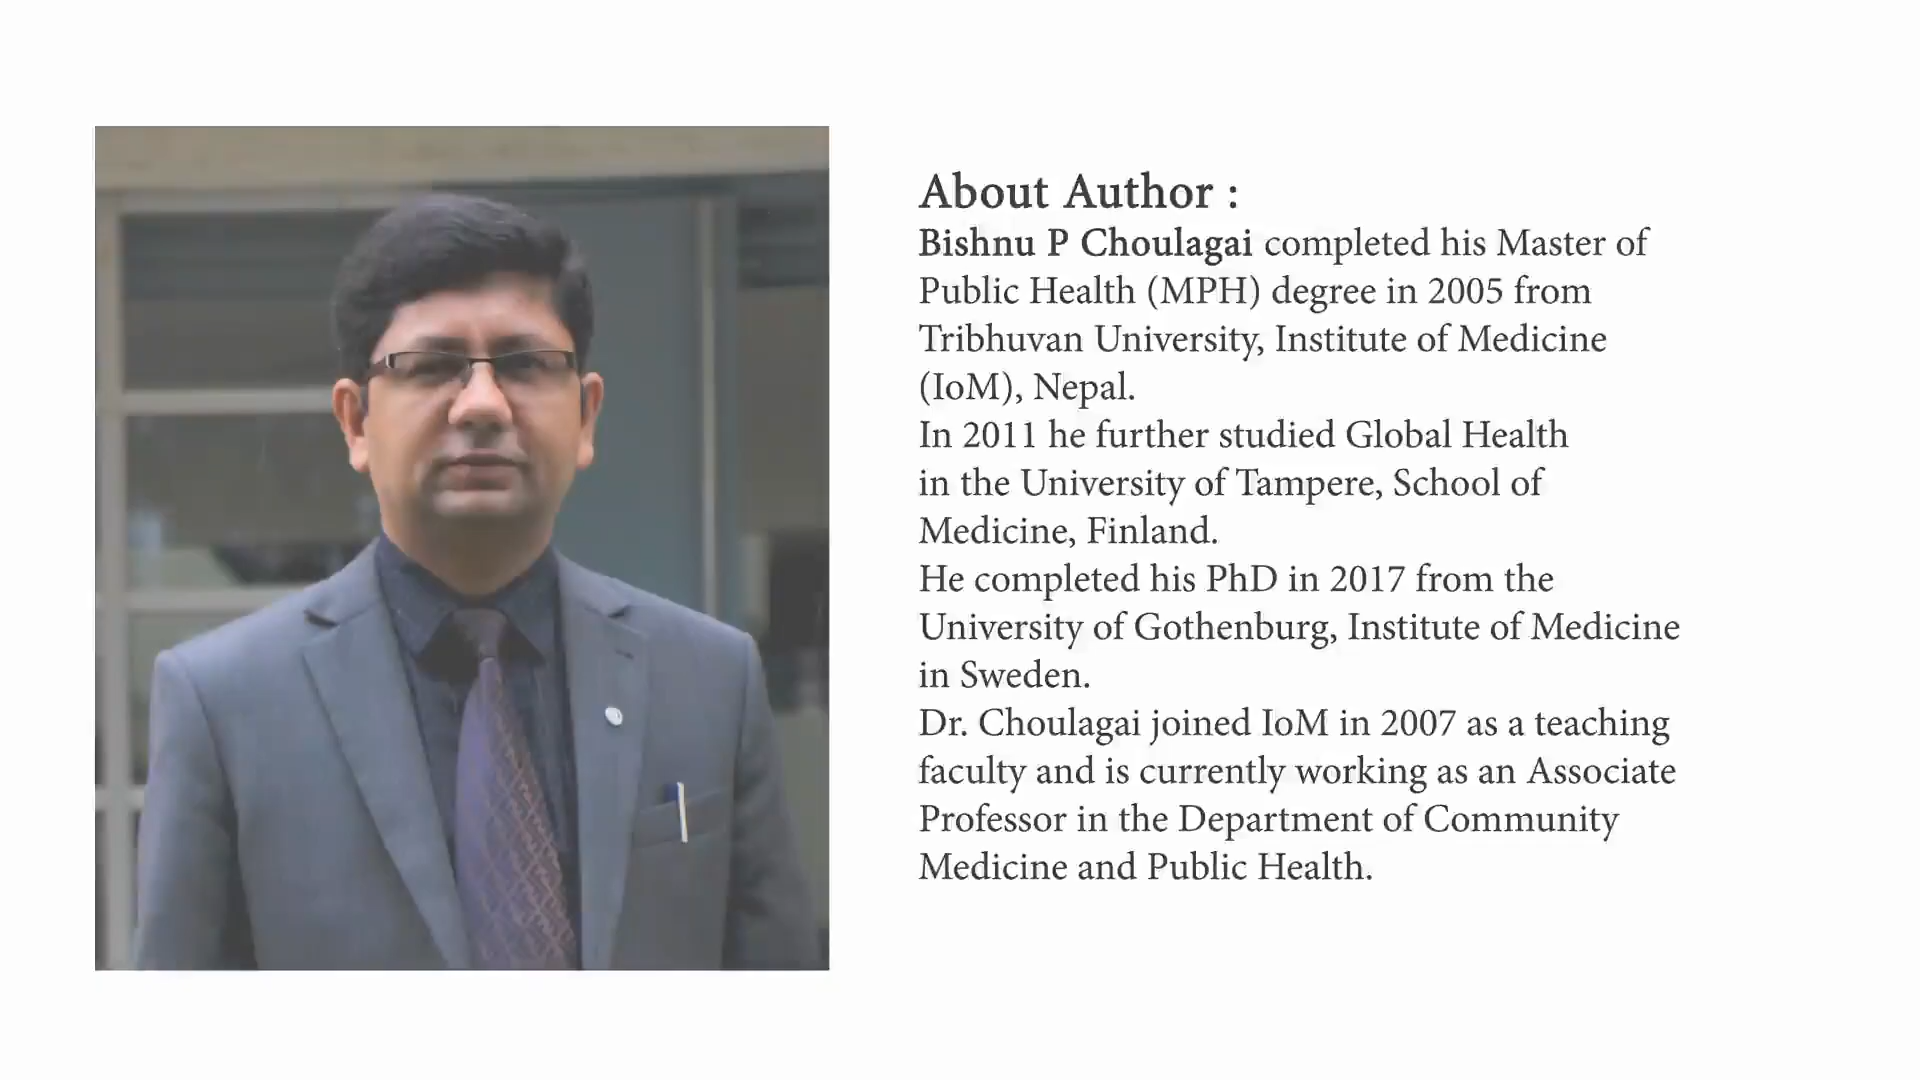 About Author :
Bishnu P Choulagai completed his Master of
Public Health (MPH) degree in 2005 from
Tribhuvan University, Institute of Medicine
(IoM), Nepal.
In 2011 he further studied Global Health
in the University of Tampere, School of
Medicine, Finland.
He completed his PhD in 2017 from the
University of Gothenburg, Institute of Medicine
in Sweden.
Dr. Choulagai joined IoM in 2007 as a teaching
faculty and is currently working as an Associate
Professor in the Department of Community
Medicine and Public Health.